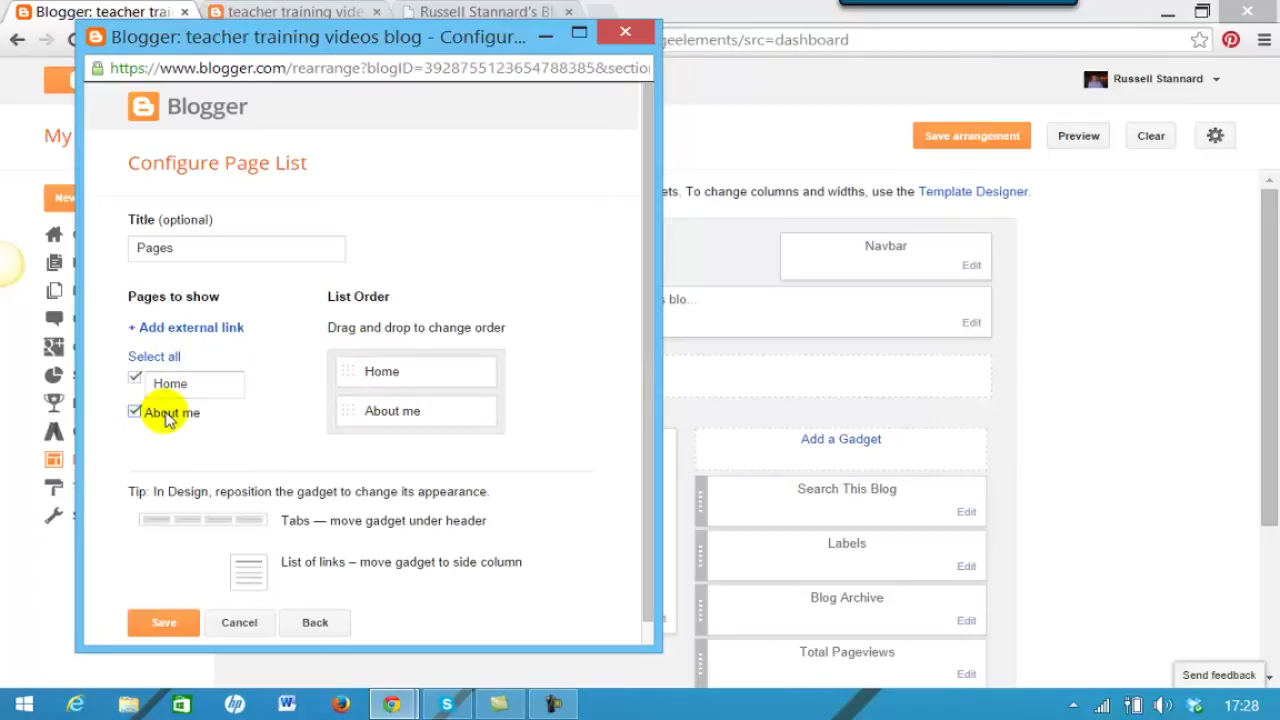 Blogger: teacher trai
teacher training vide
Russell Stannard's Bl
Blogger: teacher training videos blog - Configur...
https://www.blogger.com/rearrange?blogID=3928755123654788385&sectio
geelements/src=dashboard
Blogger
Russell Stannard
My
Configure Page List
Save arrangement
Preview
Clear
ets. To change columns and widths, use the Template Designer.
New
Title (optional)
Pages
Navbar
Edit
Pages to show
List Order
s blo...
Edit
+ Add external link
Drag and drop to change order
Select all
Home
Home
About me
About me
Add a Gadget
Search This Blog
Edit
Tip: In Design, reposition the gadget to change its appearance.
Tabs — move gadget under header
Labels
Edit
List of links – move gadget to side column
Blog Archive
Edit
Save
Cancel
Back
Total Pageviews
Edit
Send feedback
17:28